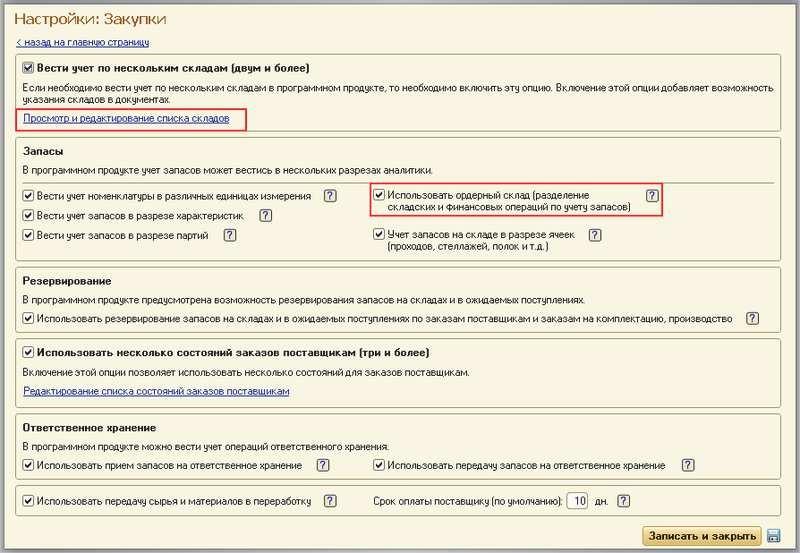 Настройки: Закупки
< назад на главную страницу
Вести учет по нескольким складам (двум и более)
Если необходимо вести учет по нескольким складам в программном продукте, то необходимо включить эту опцию. Включение этой опции добавляет возможность
указания складов в документах.
Просмотр и редактирование списка складов
Запасы
В программном продукте учет запасов может вестись в нескольких разрезах аналитики.
Вести учет номенклатуры в различных единицах измерения ?
Использовать ордерный склад (разделение ?
складских и финансовых операций по учету запасов)
Вести учет запасов в разрезе характеристик ?
Вести учет запасов в разрезе партий ?
Учет запасов на складе в разрезе ячеек ?
(проходов, стеллажей, полок и т.д.)
Резервирование
В программном продукте предусмотрена возможность резервирования запасов на складах и в ожидаемых поступлениях.
Использовать резервирование запасов на складах и в ожидаемых поступлениях по заказам поставщикам и заказам на комплектацию, производство ?
Использовать несколько состояний заказов поставщикам (три и более)
Включение этой опции позволяет использовать несколько состояний для заказов поставщикам.
Редактирование списка состояний заказов поставщикам
Ответственное хранение
В программном продукте можно вести учет операций ответственного хранения:
Использовать прием запасов на ответственное хранение ?
Использовать передачу запасов на ответственное хранение ?
Использовать передачу сырья и материалов в переработку ?
Срок оплаты поставщику (по умолчанию): 10 дн. ?
Записать и закрыть